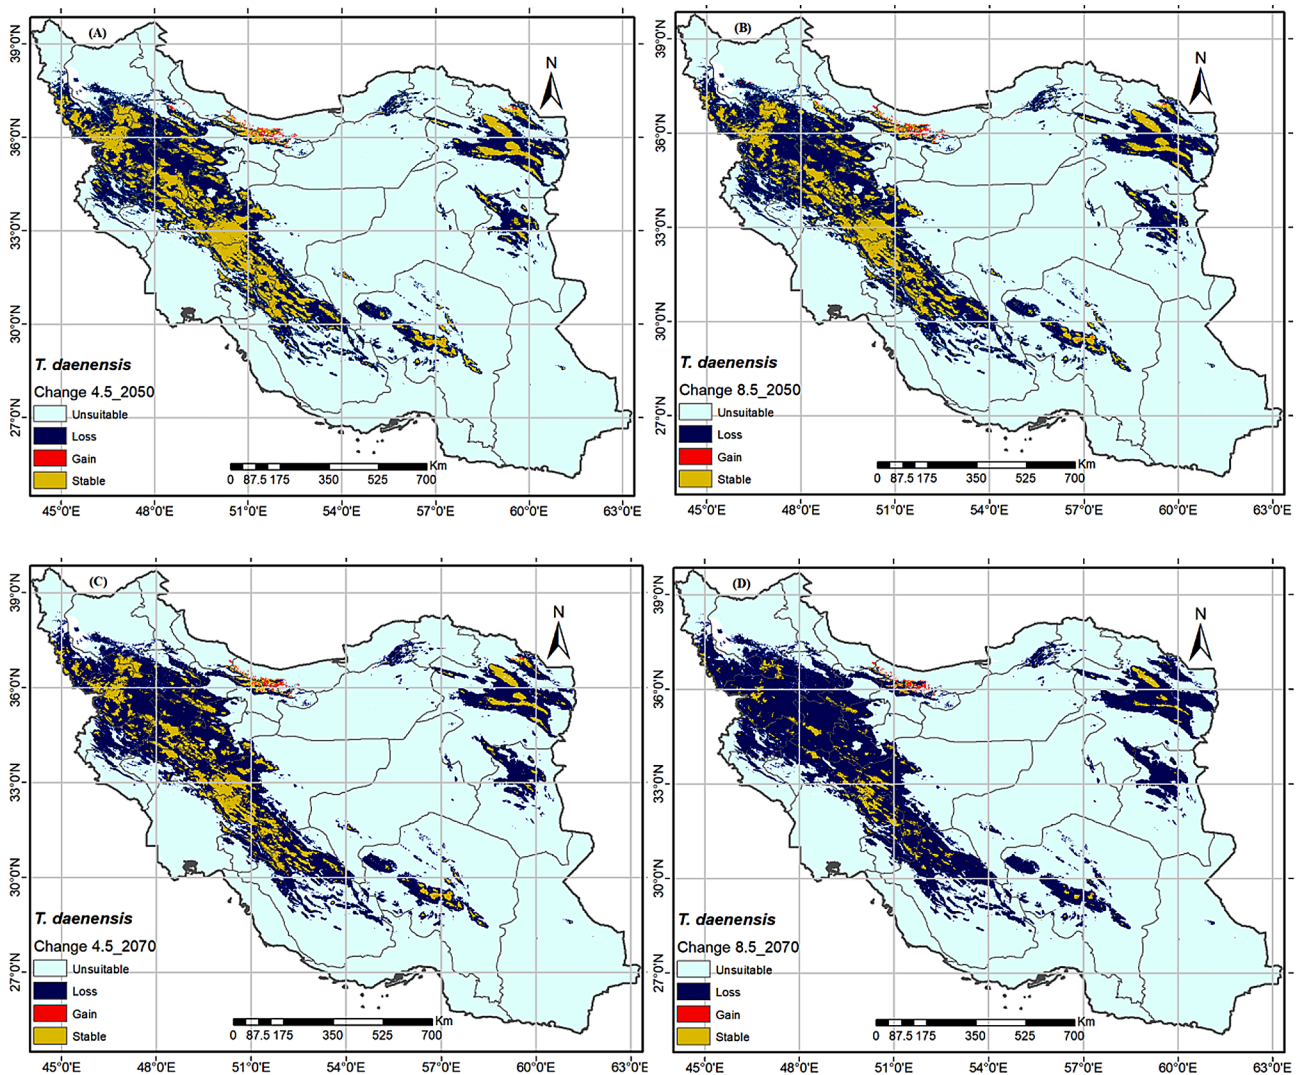 (A)
N
39°0'N
36°0'N
33°0'N
30°0'N
27°0'N
T. daenensis
Change 4.5_2050
Unsuitable
Loss
Gain
Stable
Km
0 87.5 175 350 525 700
45°0'E 48°0'E 51°0'E 54°0'E 57°0'E 60°0'E 63°0'E
(B)
N
39°0'N
36°0'N
33°0'N
30°0'N
27°0'N
T. daenensis
Change 8.5_2050
Unsuitable
Loss
Gain
Stable
Km
0 87.5 175 350 525 700
45°0'E 48°0'E 51°0'E 54°0'E 57°0'E 60°0'E 63°0'E
(C)
N
39°0'N
36°0'N
33°0'N
30°0'N
27°0'N
T. daenensis
Change 4.5_2070
Unsuitable
Loss
Gain
Stable
Km
0 87.5 175 350 525 700
45°0'E 48°0'E 51°0'E 54°0'E 57°0'E 60°0'E 63°0'E
(D)
N
39°0'N
36°0'N
33°0'N
30°0'N
27°0'N
T. daenensis
Change 8.5_2070
Unsuitable
Loss
Gain
Stable
Km
0 87.5 175 350 525 700
45°0'E 48°0'E 51°0'E 54°0'E 57°0'E 60°0'E 63°0'E